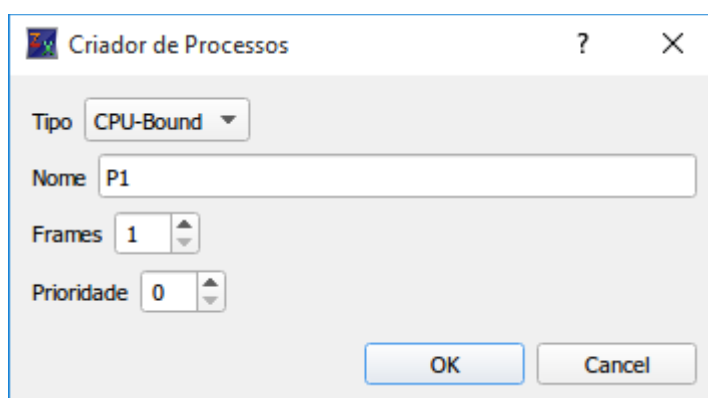 Criador de Processos ?
Tipo CPU-Bound
Nome P1
Frames 1
Prioridade 0
OK Cancel